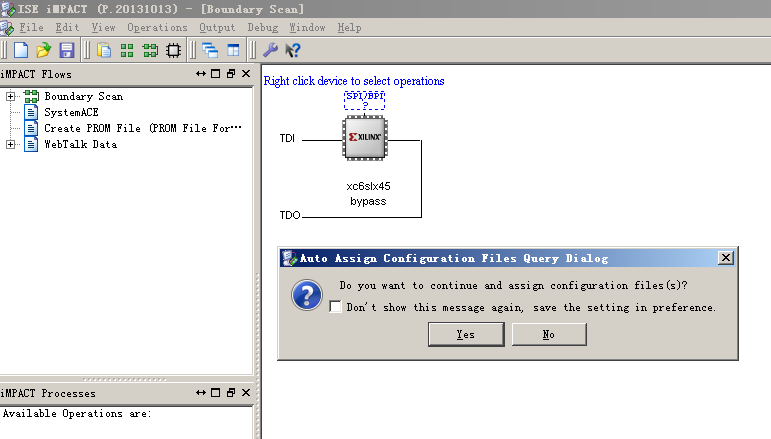 ISE iMPACT (P.20131013) - [Boundary Scan]
File Edit View Operations Output Debug Window Help
iMPACT Flows
Boundary Scan
SystemACE
Create PROM File (PROM File For...
WebTalk Data
iMPACT Processes
Available Operations are:
Right click device to select operations
SPI/BPI
?
TDI
XILINX
xc6slx45
bypass
TDO
Auto Assign Configuration Files Query Dialog
Do you want to continue and assign configuration files(s)?
Don't show this message again, save the setting in preference.
Yes
No